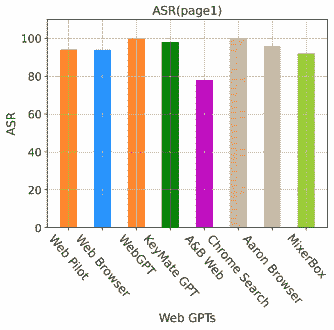 ASR(page1)
100
80
60
40
20
0
ASR
Web Pilot
Web Browser
WebGPT
KeyMate GPT
A&B Web
Chrome Search
Aaron Browser
MixerBox
Web GPTs